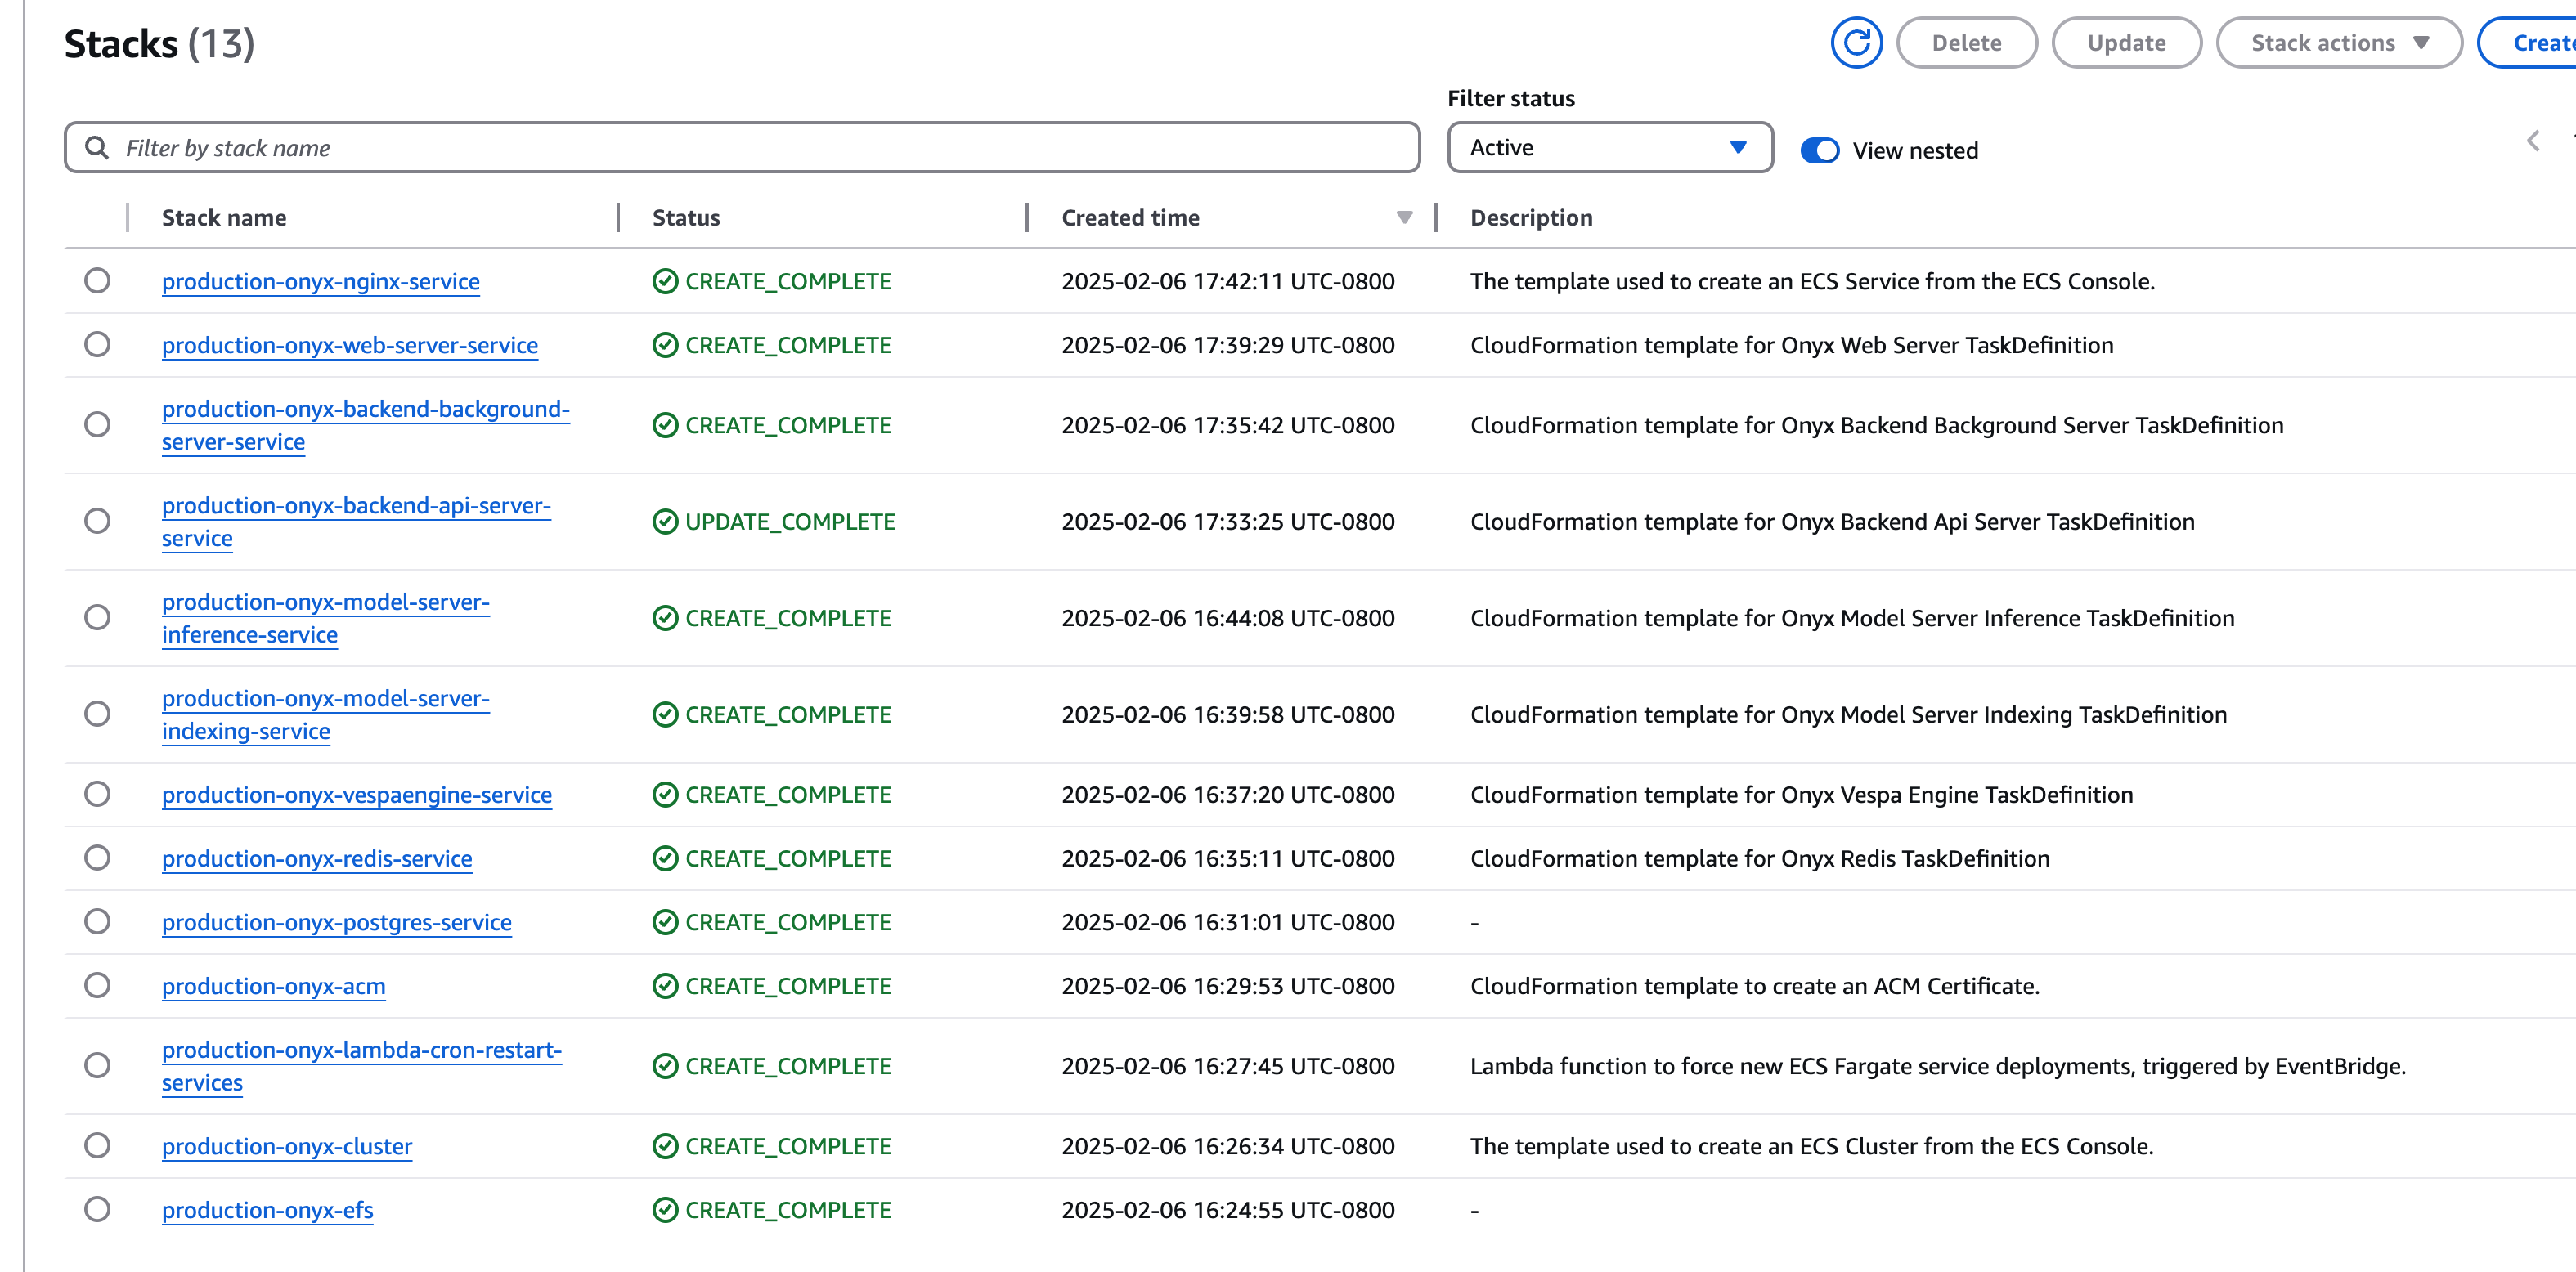 Stacks (13)
Delete
Update
Stack actions
Create
Filter status
Filter by stack name
Active
View nested
Stack name
Status
Created time
Description
production-onyx-nginx-service
CREATE_COMPLETE
2025-02-06 17:42:11 UTC-0800
The template used to create an ECS Service from the ECS Console.
production-onyx-web-server-service
CREATE_COMPLETE
2025-02-06 17:39:29 UTC-0800
CloudFormation template for Onyx Web Server TaskDefinition
production-onyx-backend-background-
server-service
CREATE_COMPLETE
2025-02-06 17:35:42 UTC-0800
CloudFormation template for Onyx Backend Background Server TaskDefinition
production-onyx-backend-api-server-
service
UPDATE_COMPLETE
2025-02-06 17:33:25 UTC-0800
CloudFormation template for Onyx Backend Api Server TaskDefinition
production-onyx-model-server-
inference-service
CREATE_COMPLETE
2025-02-06 16:44:08 UTC-0800
CloudFormation template for Onyx Model Server Inference TaskDefinition
production-onyx-model-server-
indexing-service
CREATE_COMPLETE
2025-02-06 16:39:58 UTC-0800
CloudFormation template for Onyx Model Server Indexing TaskDefinition
production-onyx-vespaengine-service
CREATE_COMPLETE
2025-02-06 16:37:20 UTC-0800
CloudFormation template for Onyx Vespa Engine TaskDefinition
production-onyx-redis-service
CREATE_COMPLETE
2025-02-06 16:35:11 UTC-0800
CloudFormation template for Onyx Redis TaskDefinition
production-onyx-postgres-service
CREATE_COMPLETE
2025-02-06 16:31:01 UTC-0800
-
production-onyx-acm
CREATE_COMPLETE
2025-02-06 16:29:53 UTC-0800
CloudFormation template to create an ACM Certificate.
production-onyx-lambda-cron-restart-
services
CREATE_COMPLETE
2025-02-06 16:27:45 UTC-0800
Lambda function to force new ECS Fargate service deployments, triggered by EventBridge.
production-onyx-cluster
CREATE_COMPLETE
2025-02-06 16:26:34 UTC-0800
The template used to create an ECS Cluster from the ECS Console.
production-onyx-efs
CREATE_COMPLETE
2025-02-06 16:24:55 UTC-0800
-